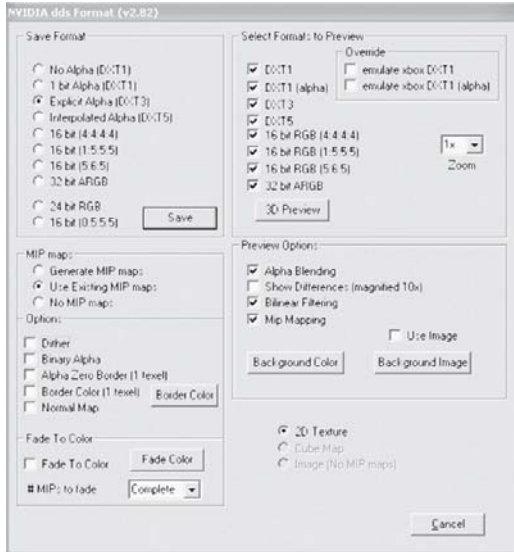 NVIDIA dds Format (v2.82)
Save Format
No Alpha (DXT1)
1 bit Alpha (DXT1)
Explicit Alpha (DXT3)
Interpolated Alpha (DXT5)
16 bit (4:4:4:4)
16 bit (1:5:5:5)
16 bit (5:6:5)
32 bit ARGB
24 bit RGB
16 bit (0:5:5:5)
Save
MIP maps
Generate MIP maps
Use Existing MIP maps
No MIP maps
Options
Dither
Binary Alpha
Alpha Zero Border (1 texel)
Border Color (1 texel)
Border Color
Normal Map
Fade To Color
Fade To Color
Fade Color
# MIPs to fade
Complete
Select Formats to Preview
Override
DXT1
emulate xbox DXT1
DXT1 (alpha)
emulate xbox DXT1 (alpha)
DXT3
DXT5
16 bit RGB (4:4:4:4)
16 bit RGB (1:5:5:5)
16 bit RGB (5:6:5)
32 bit ARGB
1x
Zoom
3D Preview
Preview Options
Alpha Blending
Show Differences (magnified 10x)
Bilinear Filtering
Mip Mapping
Use Image
Background Color
Background Image
2D Texture
Cube Map
Image (No MIP maps)
Cancel